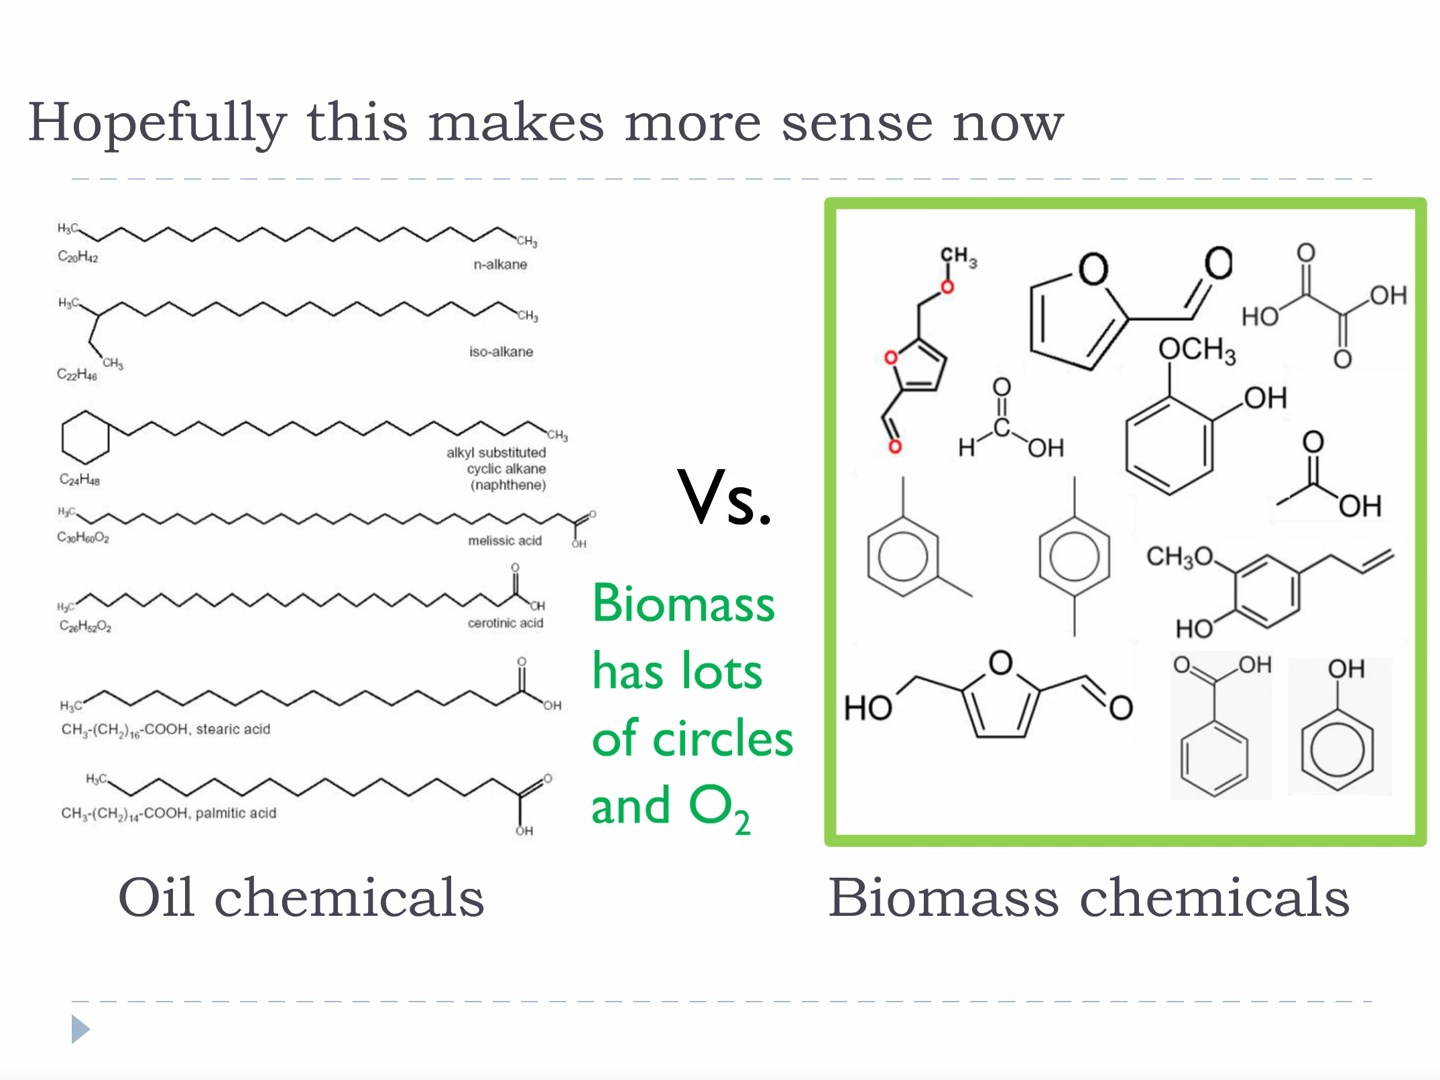 Hopefully this makes more sense now
H₃C
CH₃
C₂₀H₄₂
n-alkane
H₃C
CH₃
CH₃
iso-alkane
C₂₂H₄₆
CH₃
alkyl substituted
cyclic alkane
(naphthene)
C₂₄H₄₈
H₃C
O
OH
C₃₀H₆₀O₂
melissic acid
O
H₃C
OH
C₂₆H₅₂O₂
cerotinic acid
O
H₃C
OH
CH₃-(CH₂)₁₆-COOH, stearic acid
H₃C
O
CH₃-(CH₂)₁₄-COOH, palmitic acid
OH
Oil chemicals
Vs.
Biomass
has lots
of circles
and O₂
CH₃
O
O
O
O
O
O
HO
OH
O
O
C
H
OH
OCH₃
OH
O
OH
CH₃O
HO
HO
O
O
O
OH
OH
Biomass chemicals